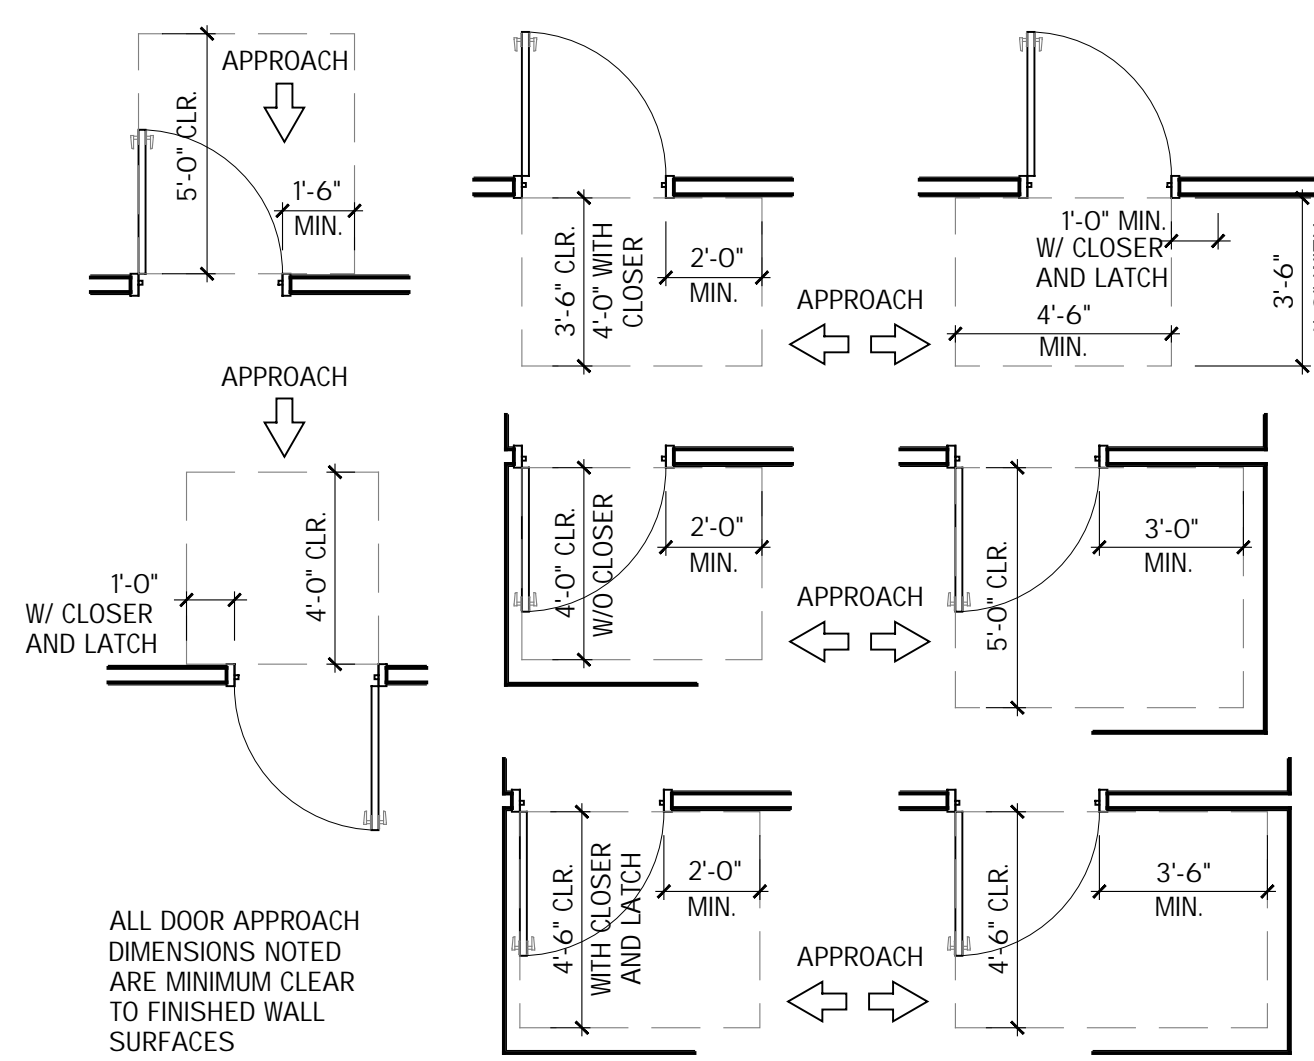 APPROACH
5'-0" CLR.
1'-6"
MIN.
3'-6" CLR.
4'-0" WITH
CLOSER
2'-0"
MIN.
APPROACH
1'-0" MIN.
W/ CLOSER
AND LATCH
4'-6"
MIN.
3'-6"
APPROACH
4'-0" CLR.
1'-0"
W/ CLOSER
AND LATCH
4'-0" CLR.
W/O CLOSER
2'-0"
MIN.
APPROACH
5'-0" CLR.
3'-0"
MIN.
4'-6" CLR.
WITH CLOSER
AND LATCH
2'-0"
MIN.
APPROACH
4'-6" CLR.
3'-6"
MIN.
ALL DOOR APPROACH
DIMENSIONS NOTED
ARE MINIMUM CLEAR
TO FINISHED WALL
SURFACES